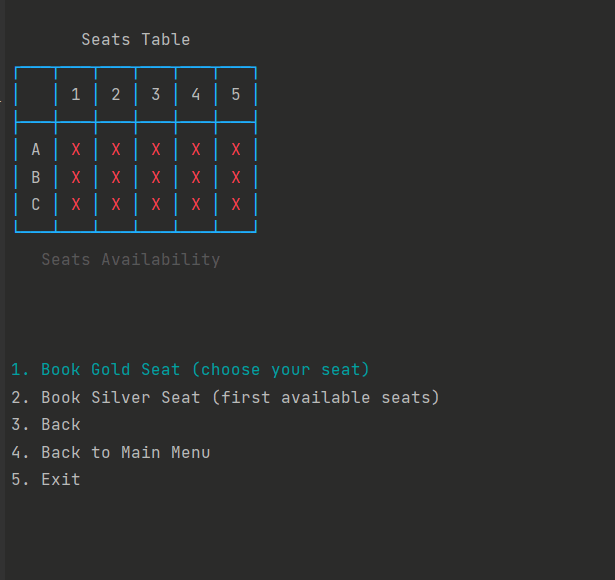 Seats Table
1 2 3 4 5
A X X X X X
B X X X X X
C X X X X X
Seats Availability
1. Book Gold Seat (choose your seat)
2. Book Silver Seat (first available seats)
3. Back
4. Back to Main Menu
5. Exit